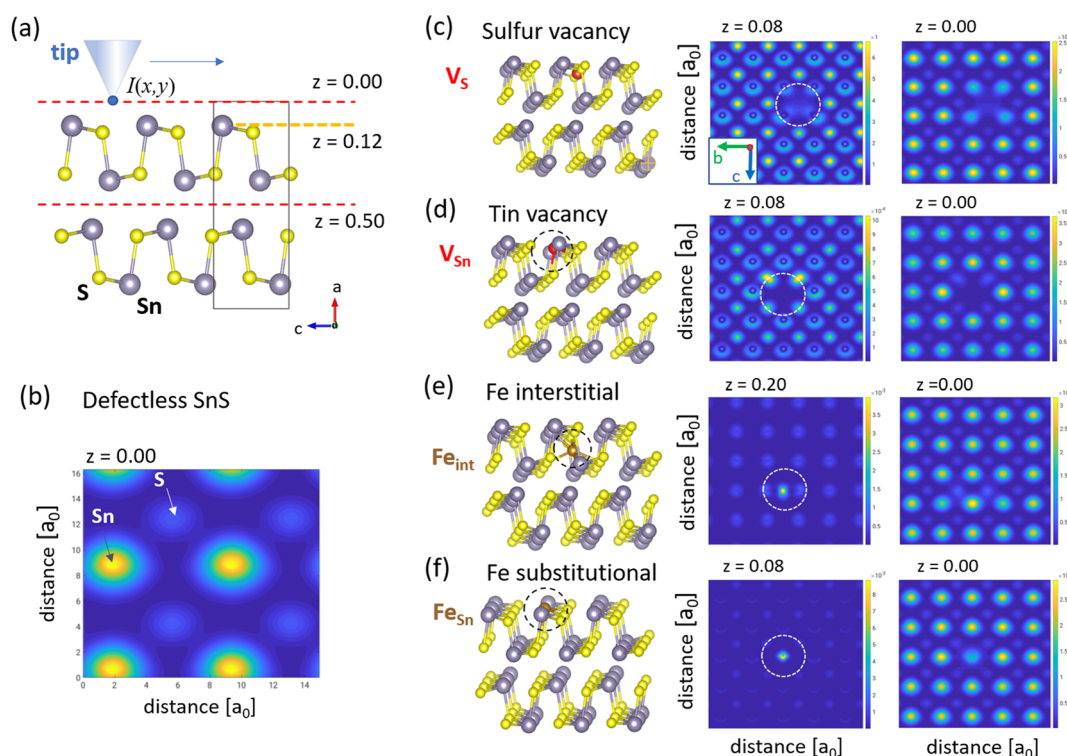 (a)
tip
I(x,y)
z = 0.00
z = 0.12
z = 0.50
S
Sn
a
c
(b) Defectless SnS
z = 0.00
S
Sn
distance [a0]
16
14
12
10
8
6
4
2
0
0 2 4 6 8 10 12 14
distance [a0]
(c) Sulfur vacancy
VS
z = 0.08
z = 0.00
distance [a0]
b
c
(d) Tin vacancy
VSn
z = 0.08
z = 0.00
distance [a0]
(e) Fe interstitial
Feint
z = 0.20
z =0.00
distance [a0]
(f) Fe substitutional
FeSn
z = 0.08
z = 0.00
distance [a0]
distance [a0]
distance [a0]